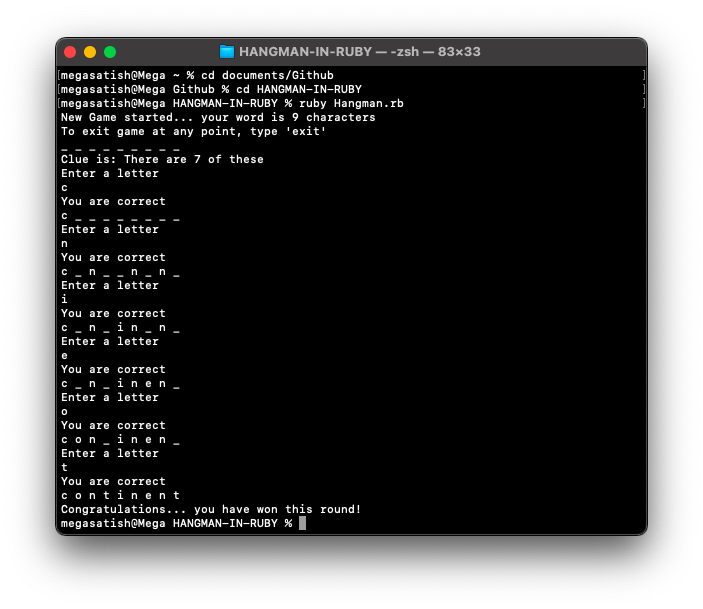 HANGMAN-IN-RUBY — -zsh — 83×33
[megasatish@Mega ~ % cd documents/Github ]
[megasatish@Mega Github % cd HANGMAN-IN-RUBY ]
[megasatish@Mega HANGMAN-IN-RUBY % ruby Hangman.rb ]
New Game started... your word is 9 characters
To exit game at any point, type 'exit'
_ _ _ _ _ _ _ _ _
Clue is: There are 7 of these
Enter a letter
c
You are correct
c _ _ _ _ _ _ _ _
Enter a letter
n
You are correct
c _ n _ _ n _ n _
Enter a letter
i
You are correct
c _ n _ i n _ n _
Enter a letter
e
You are correct
c _ n _ i n e n _
Enter a letter
o
You are correct
c o n _ i n e n _
Enter a letter
t
You are correct
c o n t i n e n t
Congratulations... you have won this round!
megasatish@Mega HANGMAN-IN-RUBY %